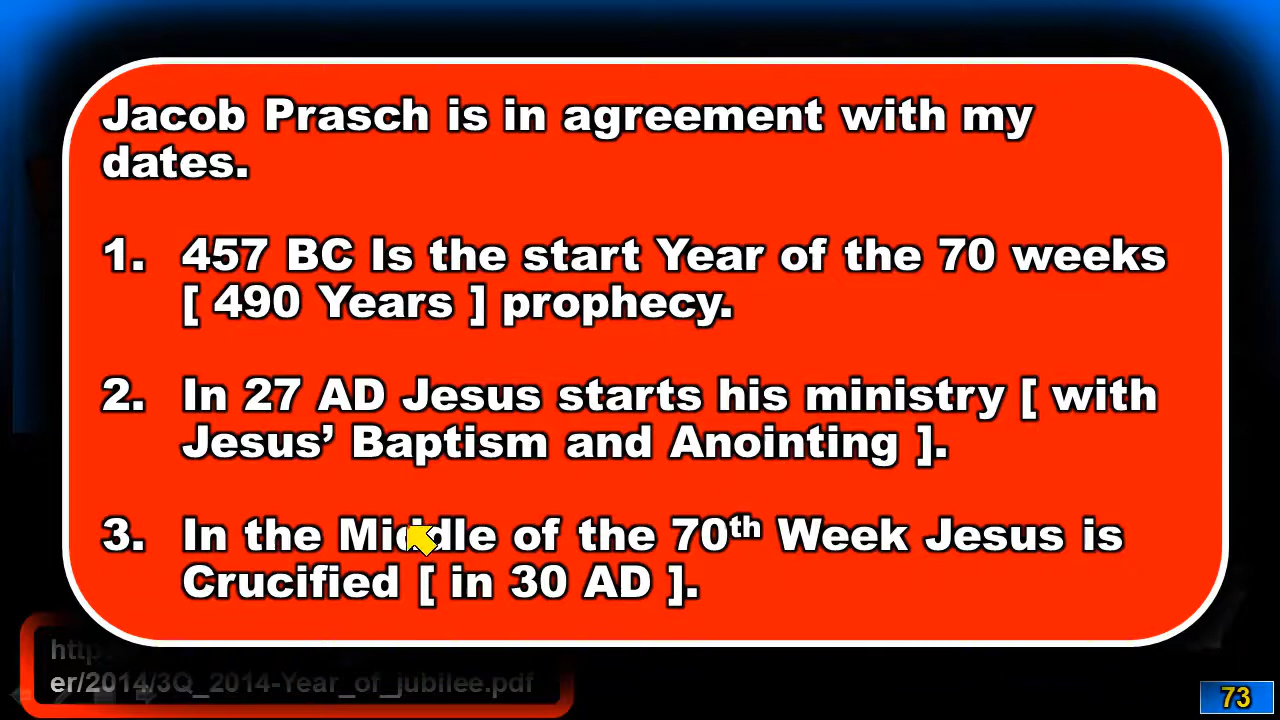 Jacob Prasch is in agreement with my
dates.
1. 457 BC Is the start Year of the 70 weeks
[ 490 Years ] prophecy.
2. In 27 AD Jesus starts his ministry [ with
Jesus’ Baptism and Anointing ].
3. In the Middle of the 70th Week Jesus is
Crucified [ in 30 AD ].
http
er/2014/3Q_2014-Year_of_jubilee.pdf
73